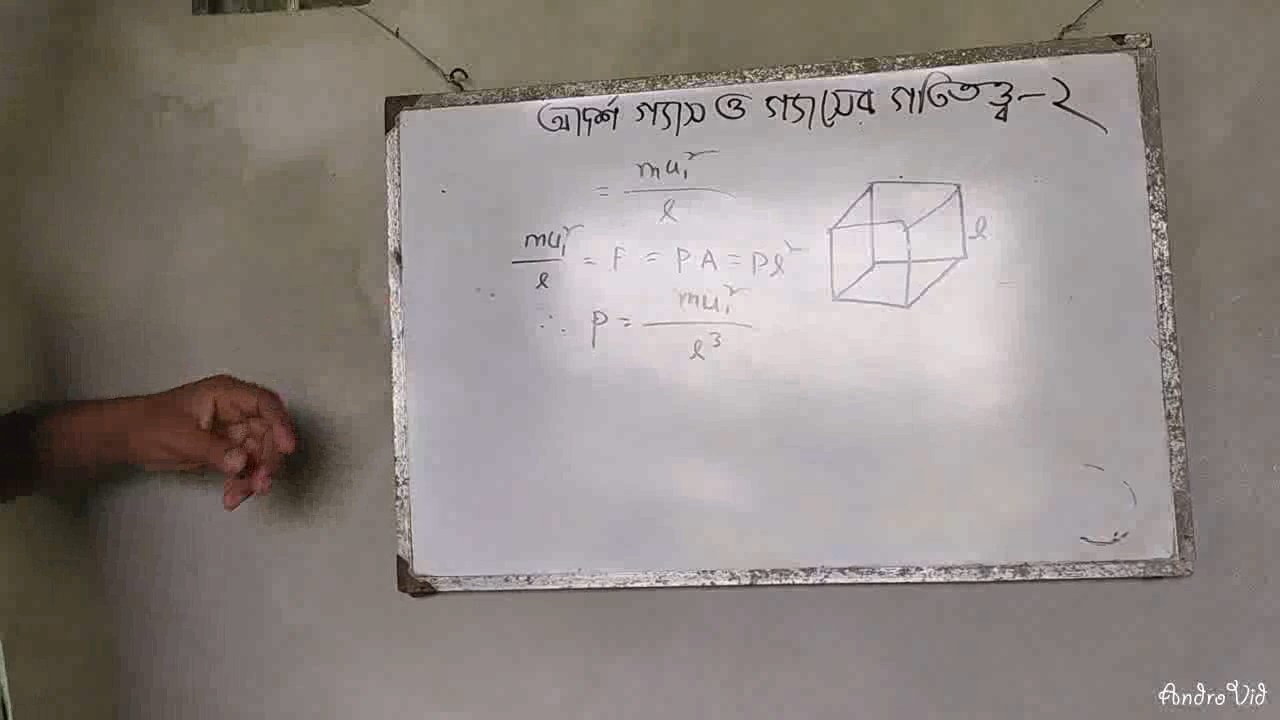 আদর্শ গ্যাস ও গ্যাসের গতিতত্ত্ব-২
= mu₁² / l
mu₁² / l = F = PA = Pl²
∴ P = mu₁² / l³
l
AndroVid